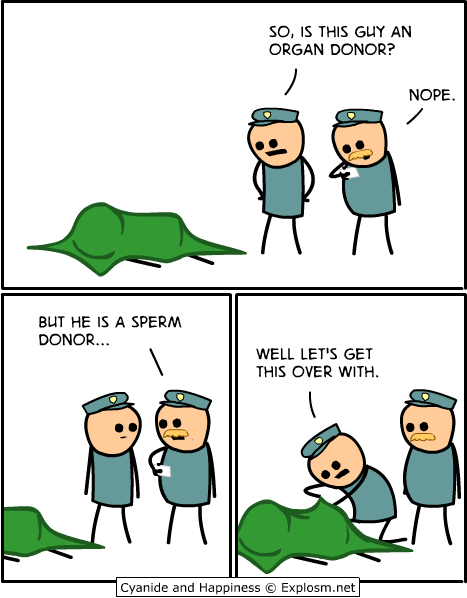 SO, IS THIS GUY AN
ORGAN DONOR?
NOPE.
BUT HE IS A SPERM
DONOR...
WELL LET'S GET
THIS OVER WITH.
Cyanide and Happiness © Explosm.net